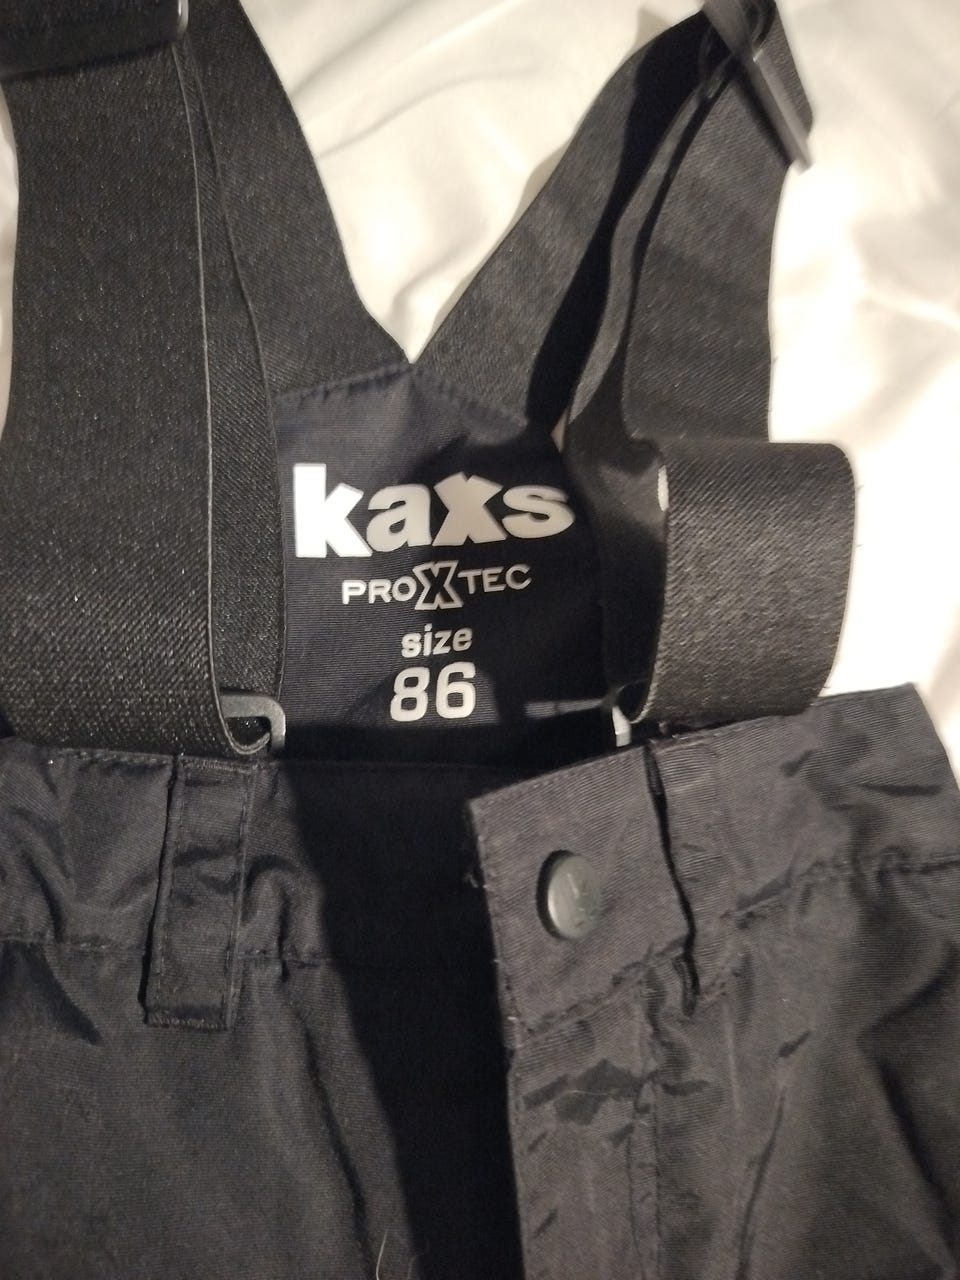 kaxs
PROXTEC
size
86